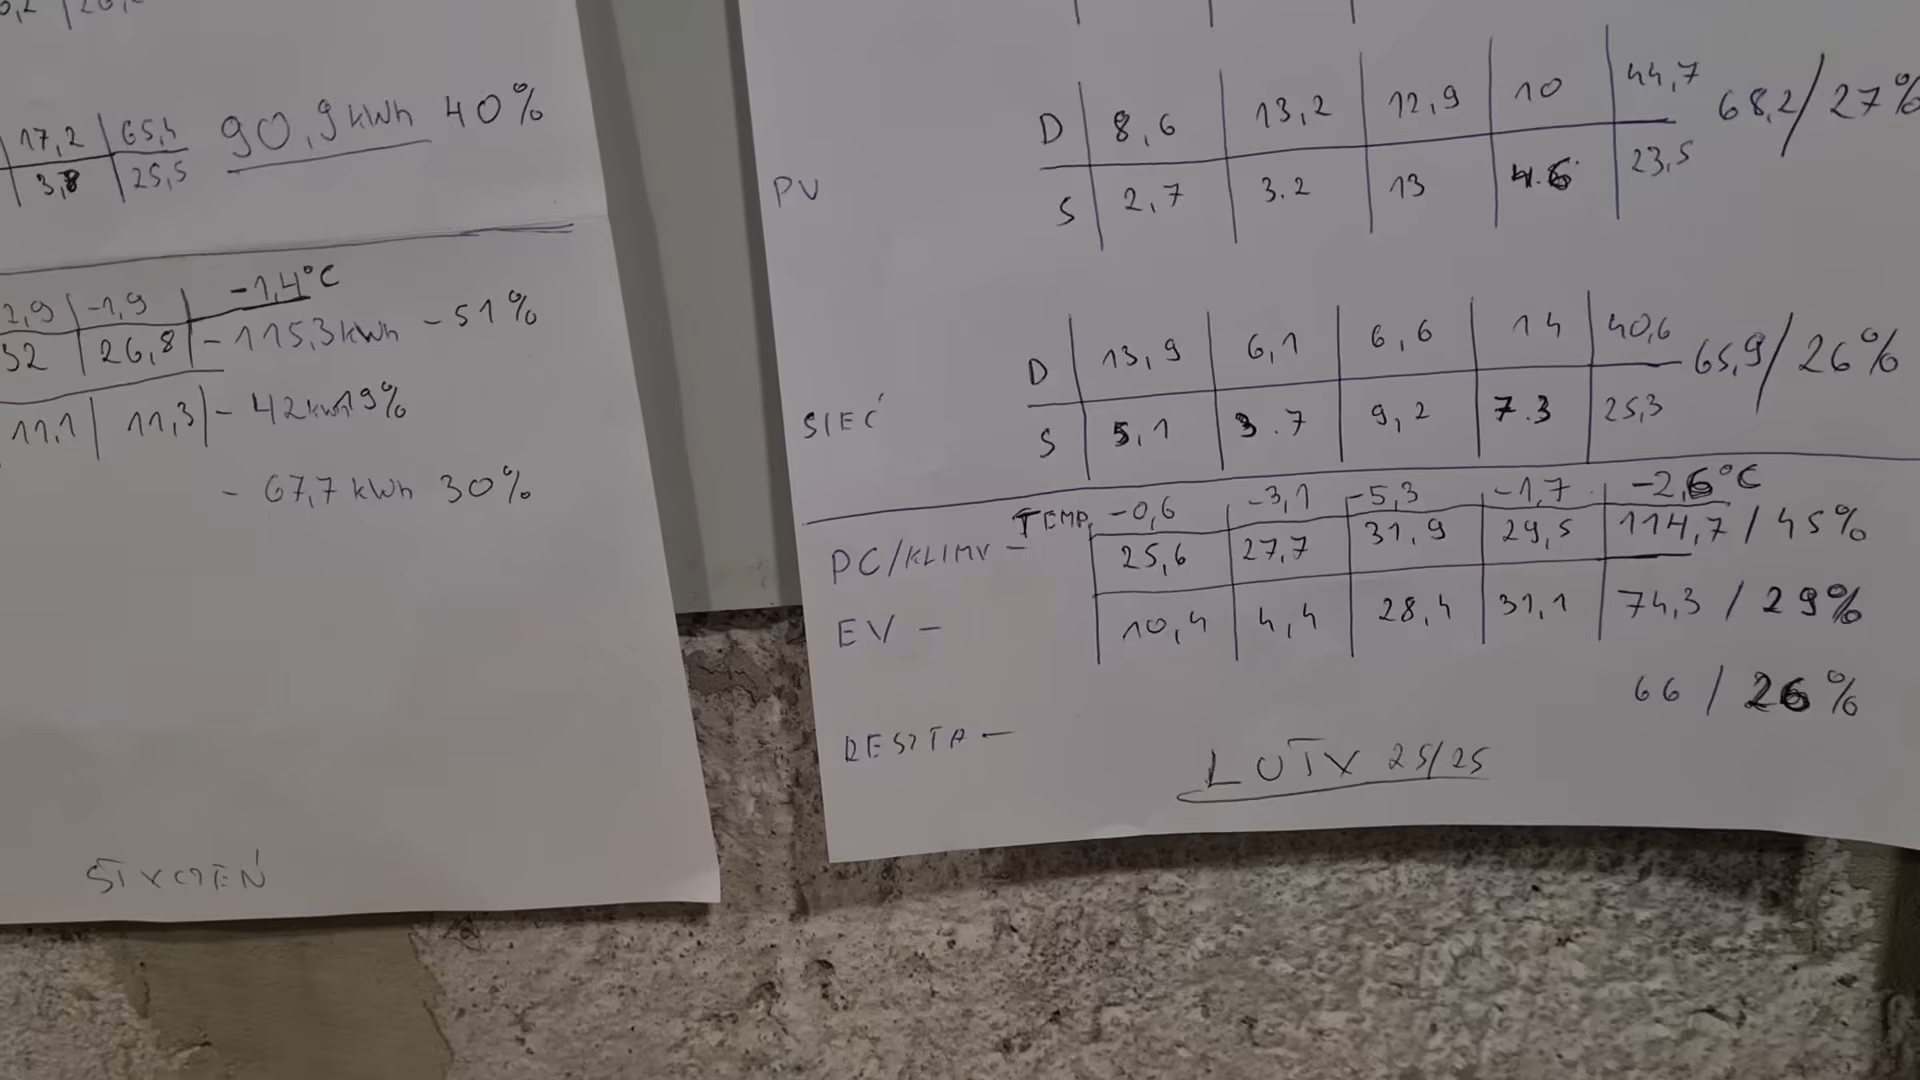 17,2 | 65,4 90,9 kWh 40%
3,8 | 25,5
2,9 | -1,9 | -1,4°C
32 | 26,8 - 115,3 kWh - 51%
11,1 | 11,3 - 42 kWh 19%
- 67,7 kWh 30%
STYCZEŃ
PV
D 8,6 | 13,2 | 12,9 | 10 | 44,7 68,2 / 27%
S 2,7 | 3.2 | 13 | 4.6 | 23,5
SIEĆ
D 13,9 | 6,1 | 6,6 | 14 | 40,6 65,9 / 26%
S 5,1 | 3.7 | 9,2 | 7.3 | 25,3
TEMP. -0,6 | -3,1 | -5,3 | -1,7 | -2,6°C
PC/KLIMY - 25,6 | 27,7 | 31,9 | 29,5 | 114,7 / 45%
EV - 10,4 | 4,4 | 28,4 | 31,1 | 74,3 / 29%
RESZTA - 66 / 26%
LUTY 25/25